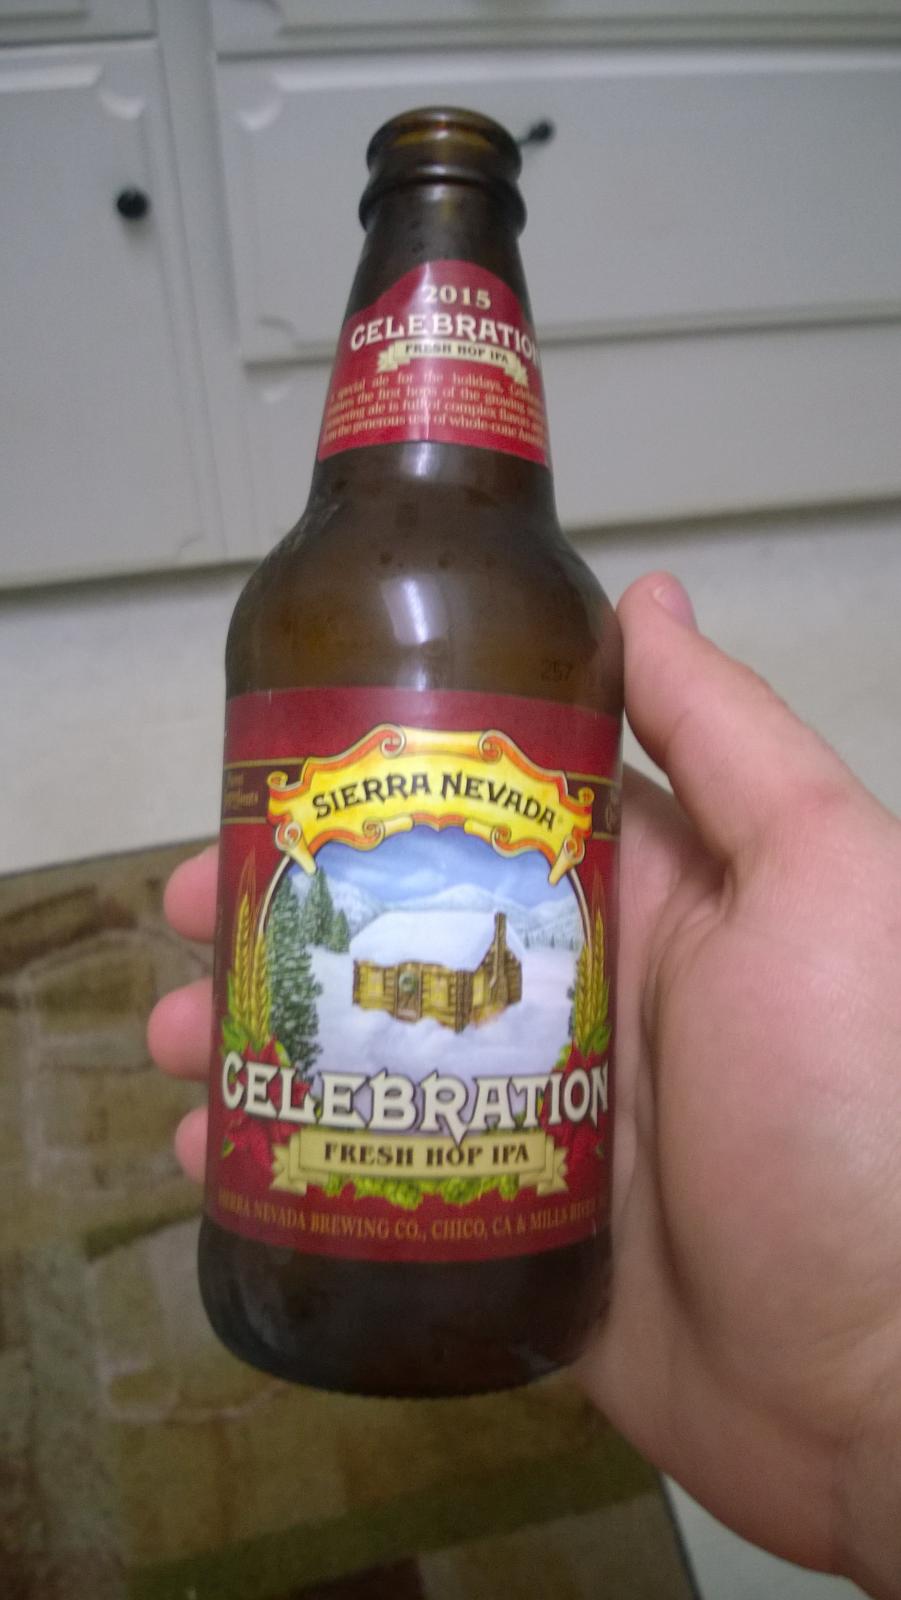 2015
CELEBRATION
FRESH HOP IPA
special ale for the holidays,
the first hops of the growing
ale is full of complex flavors
the generous use of whole-cone
257
SIERRA NEVADA
CELEBRATION
FRESH HOP IPA
SIERRA NEVADA BREWING CO., CHICO, CA & MILLS RIVER